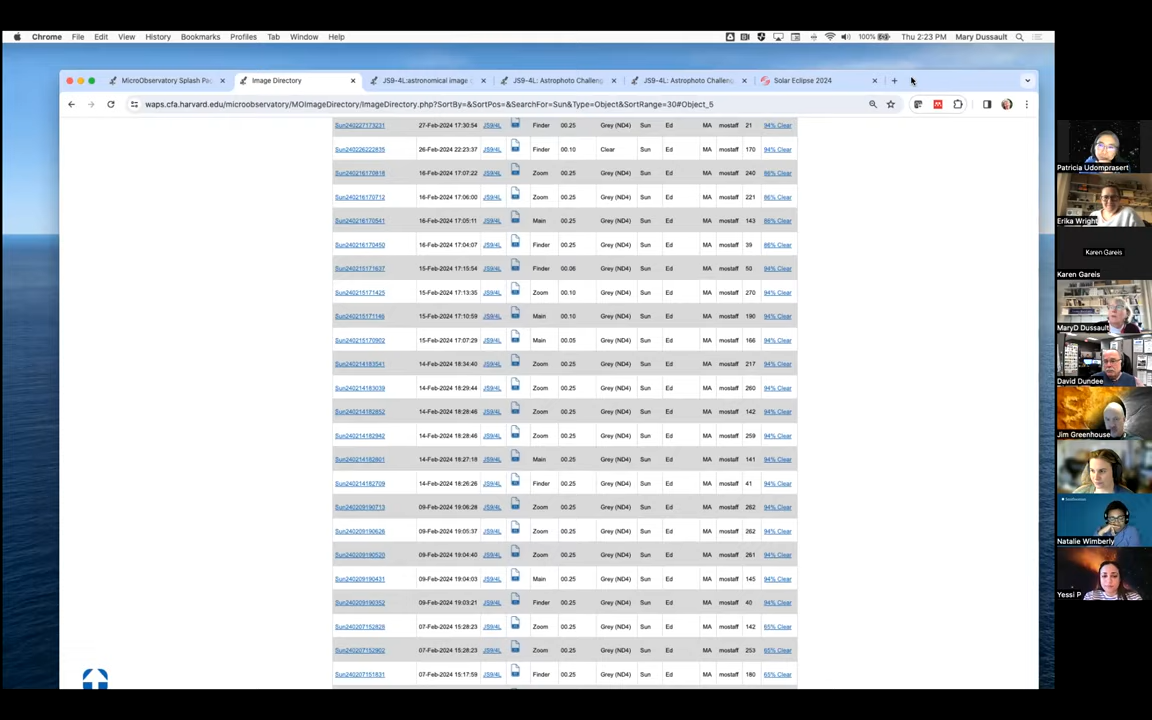 Chrome File Edit View History Bookmarks Profiles Tab Window Help 100% Thu 2:23 PM Mary Dussault
MicroObservatory Splash Pa Image Directory JS9-4L:astronomical image JS9-4L: Astrophoto Challeng JS9-4L: Astrophoto Challeng Solar Eclipse 2024
waps.cfa.harvard.edu/microobservatory/MOImageDirectory/ImageDirectory.php?SortBy=&SortPos=&SearchFor=Sun&Type=Object&SortRange=30#Object_5
Sun240227173231 27-Feb-2024 17:30:54 JS9/4L Finder 00.25 Grey (ND4) Sun Ed MA mostaff 21 94% Clear
Sun240226222835 26-Feb-2024 22:23:37 JS9/4L Finder 00.10 Clear Sun Ed MA mostaff 170 94% Clear
Sun240216170818 16-Feb-2024 17:07:22 JS9/4L Zoom 00.25 Grey (ND4) Sun Ed MA mostaff 240 86% Clear
Sun240216170712 16-Feb-2024 17:06:00 JS9/4L Zoom 00.25 Grey (ND4) Sun Ed MA mostaff 221 86% Clear
Sun240216170541 16-Feb-2024 17:05:11 JS9/4L Main 00.25 Grey (ND4) Sun Ed MA mostaff 143 86% Clear
Sun240216170450 16-Feb-2024 17:04:07 JS9/4L Finder 00.25 Grey (ND4) Sun Ed MA mostaff 39 86% Clear
Sun240215171637 15-Feb-2024 17:15:54 JS9/4L Finder 00.06 Grey (ND4) Sun Ed MA mostaff 50 94% Clear
Sun240215171425 15-Feb-2024 17:13:35 JS9/4L Zoom 00.10 Grey (ND4) Sun Ed MA mostaff 270 94% Clear
Sun240215171146 15-Feb-2024 17:10:59 JS9/4L Main 00.10 Grey (ND4) Sun Ed MA mostaff 190 94% Clear
Sun240215170902 15-Feb-2024 17:07:29 JS9/4L Main 00.05 Grey (ND4) Sun Ed MA mostaff 166 94% Clear
Sun240214183541 14-Feb-2024 18:34:40 JS9/4L Zoom 00.25 Grey (ND4) Sun Ed MA mostaff 217 94% Clear
Sun240214183039 14-Feb-2024 18:29:44 JS9/4L Zoom 00.25 Grey (ND4) Sun Ed MA mostaff 260 94% Clear
Sun240214182852 14-Feb-2024 18:28:46 JS9/4L Zoom 00.25 Grey (ND4) Sun Ed MA mostaff 142 94% Clear
Sun240214182942 14-Feb-2024 18:28:46 JS9/4L Zoom 00.25 Grey (ND4) Sun Ed MA mostaff 259 94% Clear
Sun240214182801 14-Feb-2024 18:27:18 JS9/4L Main 00.25 Grey (ND4) Sun Ed MA mostaff 141 94% Clear
Sun240214182709 14-Feb-2024 18:26:26 JS9/4L Finder 00.25 Grey (ND4) Sun Ed MA mostaff 41 94% Clear
Sun240209190713 09-Feb-2024 19:06:28 JS9/4L Zoom 00.25 Grey (ND4) Sun Ed MA mostaff 262 94% Clear
Sun240209190626 09-Feb-2024 19:05:37 JS9/4L Zoom 00.25 Grey (ND4) Sun Ed MA mostaff 262 94% Clear
Sun240209190520 09-Feb-2024 19:04:40 JS9/4L Zoom 00.25 Grey (ND4) Sun Ed MA mostaff 261 94% Clear
Sun240209190431 09-Feb-2024 19:04:03 JS9/4L Main 00.25 Grey (ND4) Sun Ed MA mostaff 145 94% Clear
Sun240209190352 09-Feb-2024 19:03:21 JS9/4L Finder 00.25 Grey (ND4) Sun Ed MA mostaff 40 94% Clear
Sun240207152828 07-Feb-2024 15:28:23 JS9/4L Zoom 00.25 Grey (ND4) Sun Ed MA mostaff 142 65% Clear
Sun240207152902 07-Feb-2024 15:28:23 JS9/4L Zoom 00.25 Grey (ND4) Sun Ed MA mostaff 253 65% Clear
Sun240207151831 07-Feb-2024 15:17:59 JS9/4L Finder 00.25 Grey (ND4) Sun Ed MA mostaff 180 65% Clear
Patricia Udomprasert
Erika Wright
Karen Gareis
Karen Gareis
MaryD Dussault
David Dundee
Jim Greenhouse
Natalie Wimberly
Yessi P